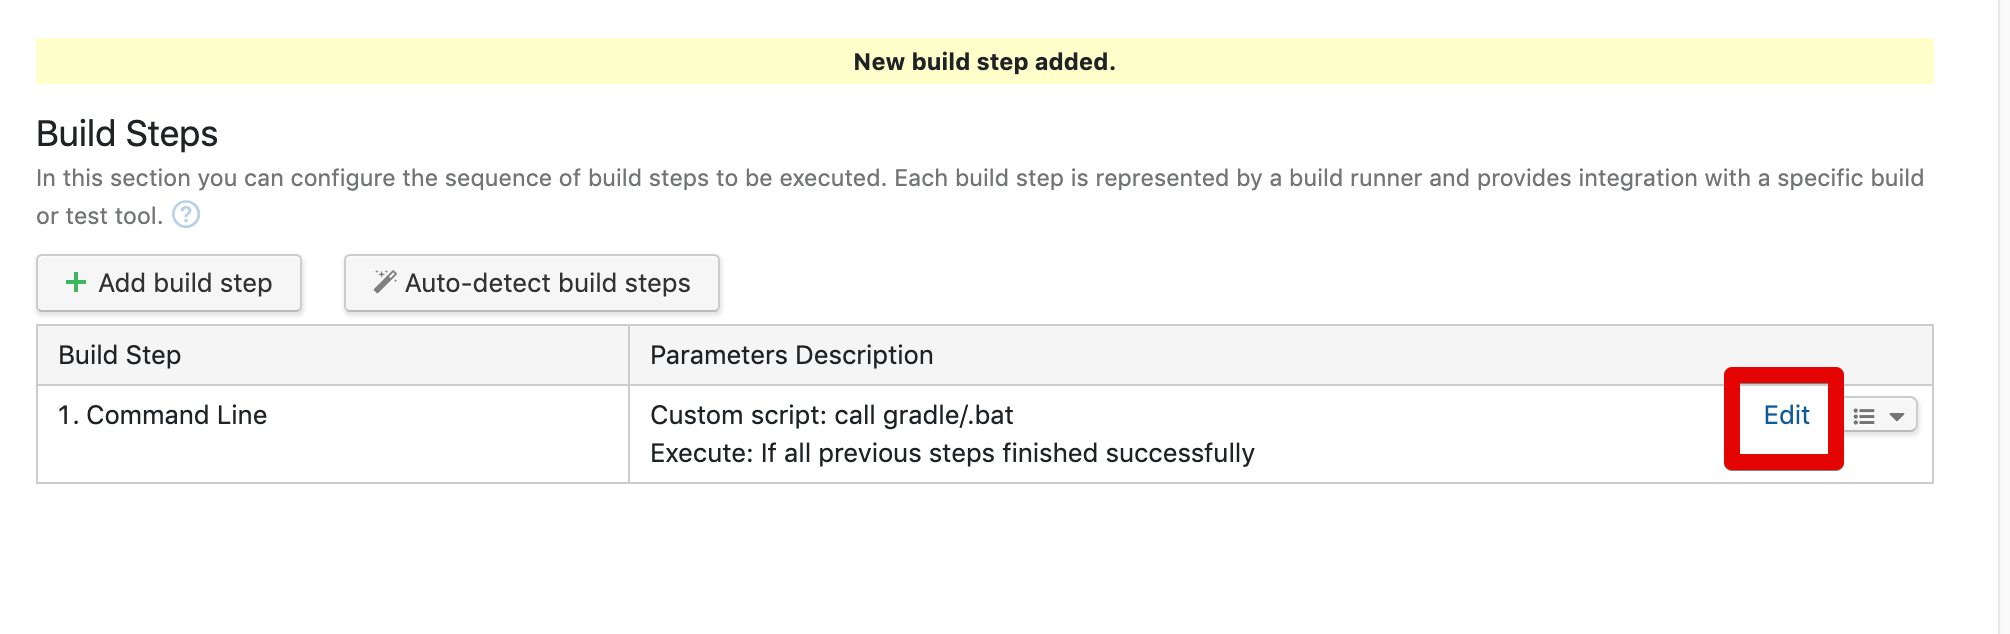 New build step added.
Build Steps
In this section you can configure the sequence of build steps to be executed. Each build step is represented by a build runner and provides integration with a specific build
or test tool. ?
+ Add build step
Auto-detect build steps
Build Step
Parameters Description
1. Command Line
Custom script: call gradle/.bat
Edit
Execute: If all previous steps finished successfully